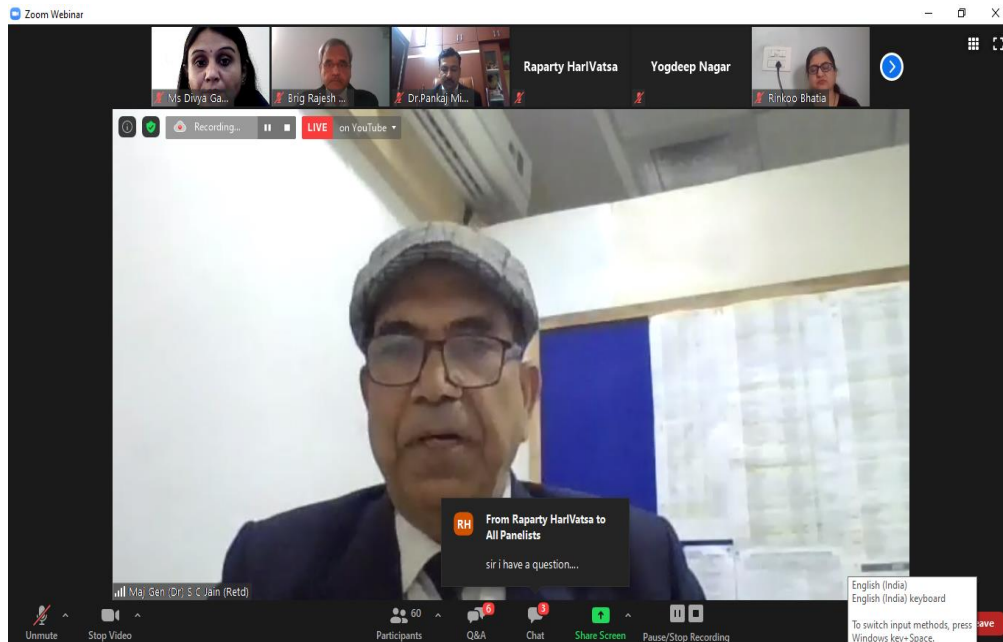 Zoom Webinar
Ms Divya Ga...
Brig Rajesh ...
Dr.Pankaj Mi...
Raparty HarIVatsa
Yogdeep Nagar
Rinkoo Bhatia
Recording...
LIVE on YouTube
From Raparty HarIVatsa to
All Panelists
RH
sir i have a question....
Maj Gen (Dr) S C Jain (Retd)
English (India)
English (India) keyboard
To switch input methods, press
Windows key+Space.
60
6
3
Unmute
Stop Video
Participants
Q&A
Chat
Share Screen
Pause/Stop Recording
ave